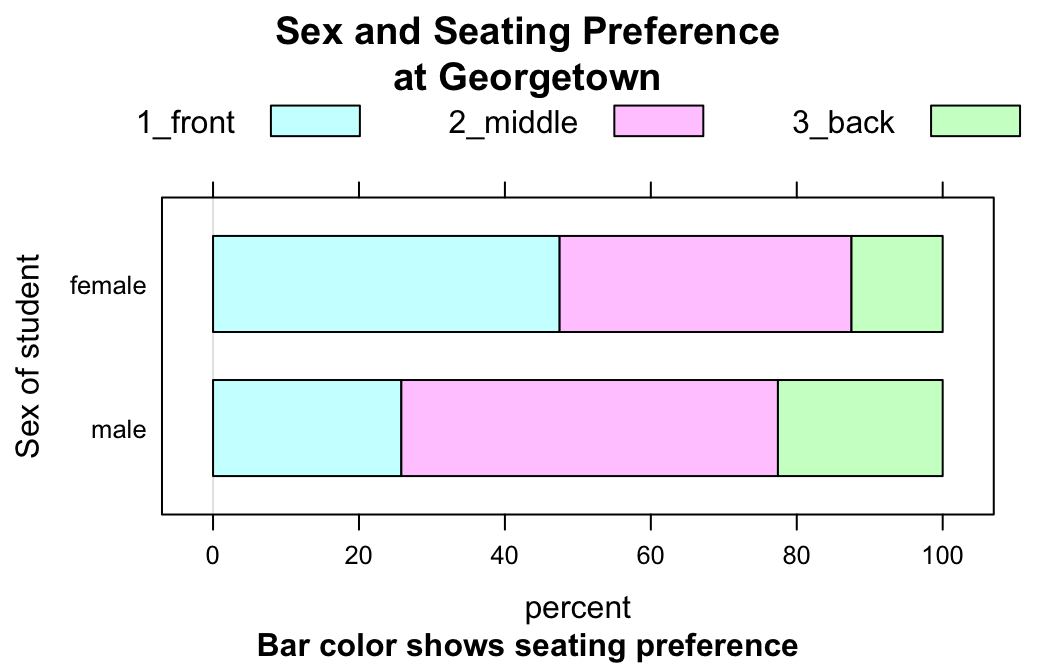 Sex and Seating Preference
at Georgetown
1_front 2_middle 3_back
Sex of student
female
male
0 20 40 60 80 100
percent
Bar color shows seating preference